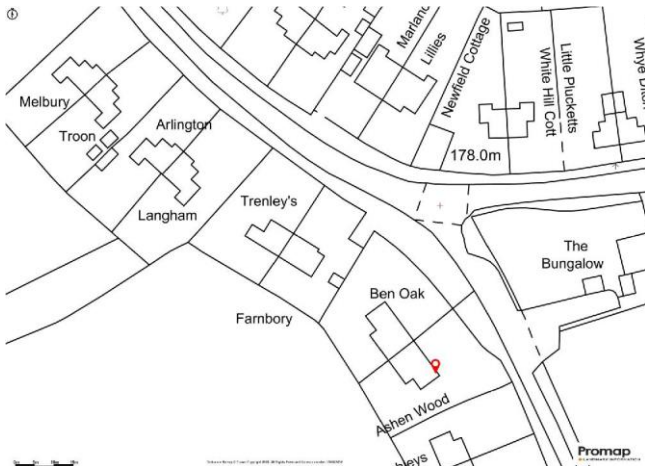 Marland
Lillies
Newfield Cottage
White Hill Cott
Little Plucketts
Melbury
Troon
Arlington
178.0m
Langham
Trenley's
The
Bungalow
Ben Oak
Farnbory
Ashen Wood
Promap